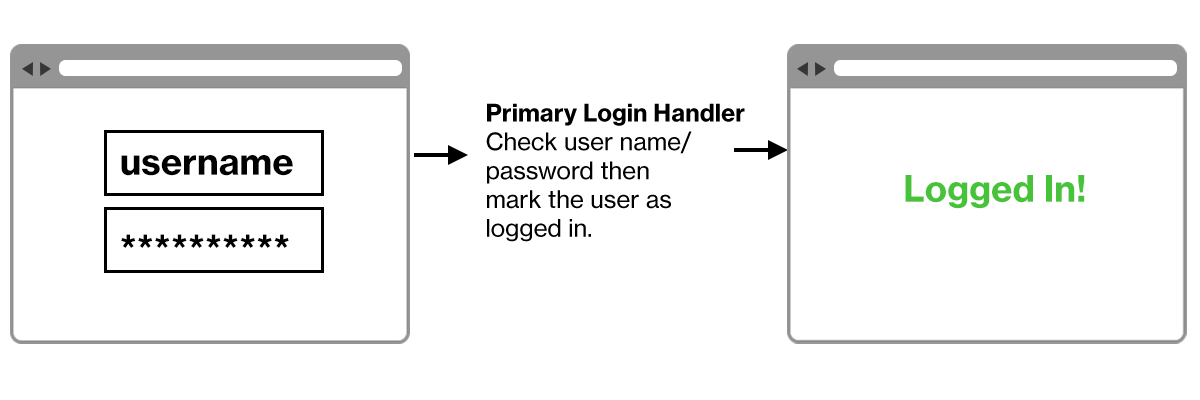 username
**********
Primary Login Handler
Check user name/
password then
mark the user as
logged in.
Logged In!